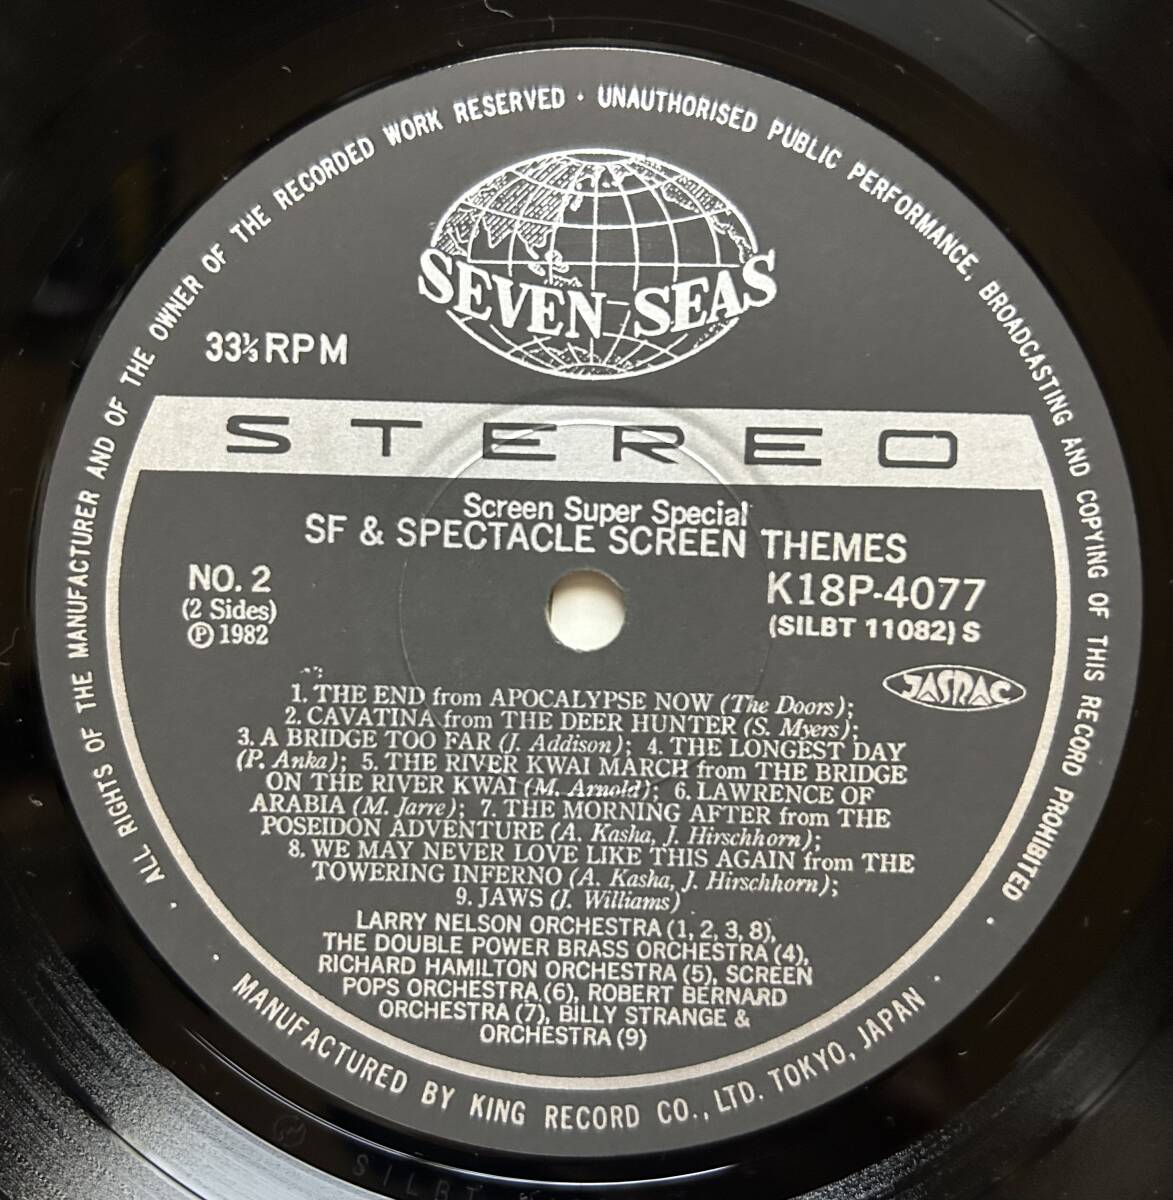 ALL RIGHTS OF THE MANUFACTURER AND OF THE OWNER OF THE RECORDED WORK RESERVED · UNAUTHORISED PUBLIC PERFORMANCE, BROADCASTING AND COPYING OF THIS RECORD PROHIBITED
SEVEN SEAS
33⅓ RPM
STEREO
Screen Super Special
SF & SPECTACLE SCREEN THEMES
NO. 2
(2 Sides)
Ⓟ 1982
K18P-4077
(SILBT 11082) S
JASRAC
1. THE END from APOCALYPSE NOW (The Doors);
2. CAVATINA from THE DEER HUNTER (S. Myers);
3. A BRIDGE TOO FAR (J. Addison); 4. THE LONGEST DAY
(P. Anka); 5. THE RIVER KWAI MARCH from THE BRIDGE
ON THE RIVER KWAI (M. Arnold); 6. LAWRENCE OF
ARABIA (M. Jarre); 7. THE MORNING AFTER from THE
POSEIDON ADVENTURE (A. Kasha, J. Hirschhorn);
8. WE MAY NEVER LOVE LIKE THIS AGAIN from THE
TOWERING INFERNO (A. Kasha, J. Hirschhorn);
9. JAWS (J. Williams)
LARRY NELSON ORCHESTRA (1, 2, 3, 8),
THE DOUBLE POWER BRASS ORCHESTRA (4),
RICHARD HAMILTON ORCHESTRA (5), SCREEN
POPS ORCHESTRA (6), ROBERT BERNARD
ORCHESTRA (7), BILLY STRANGE &
ORCHESTRA (9)
· MANUFACTURED BY KING RECORD CO., LTD. TOKYO, JAPAN ·
SILBT